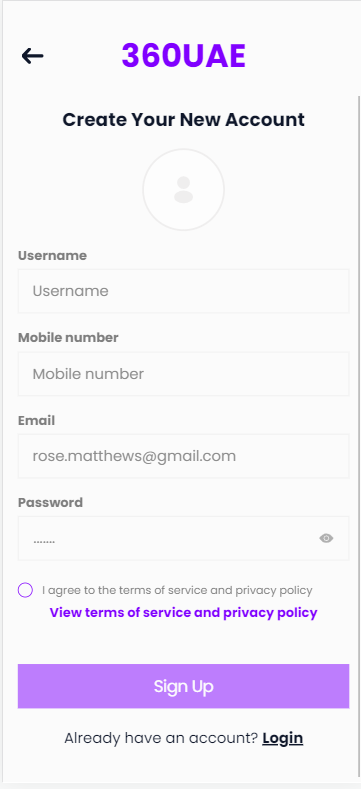 360UAE
Create Your New Account
Username
Username
Mobile number
Mobile number
Email
rose.matthews@gmail.com
Password
.......
I agree to the terms of service and privacy policy
View terms of service and privacy policy
Sign Up
Already have an account? Login